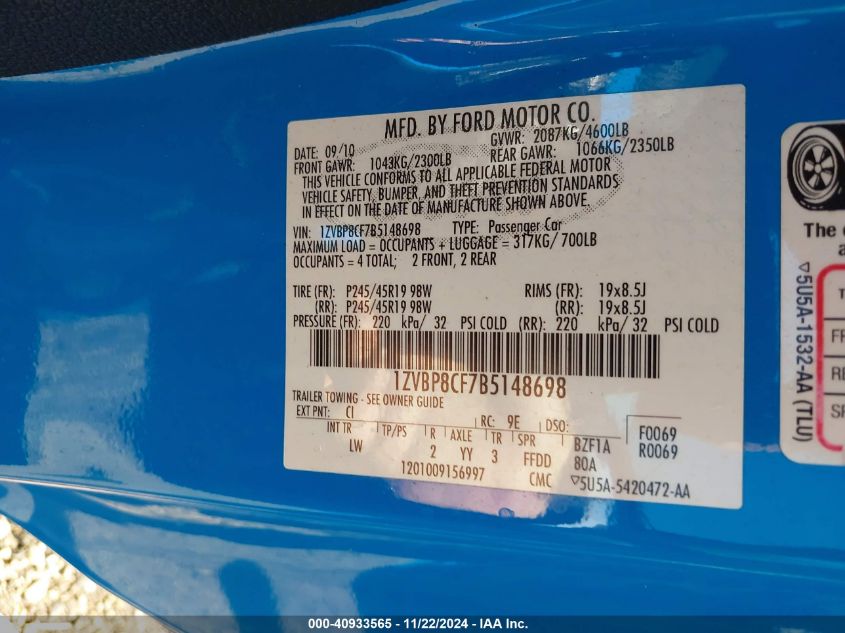 MFD. BY FORD MOTOR CO.
DATE: 09/10 GVWR: 2087KG/4600LB
FRONT GAWR: 1043KG/2300LB REAR GAWR: 1066KG/2350LB
THIS VEHICLE CONFORMS TO ALL APPLICABLE FEDERAL MOTOR
VEHICLE SAFETY, BUMPER, AND THEFT PREVENTION STANDARDS
IN EFFECT ON THE DATE OF MANUFACTURE SHOWN ABOVE.
VIN: 1ZVBP8CF7B5148698 TYPE: Passenger Car
MAXIMUM LOAD = OCCUPANTS + LUGGAGE = 317KG/700LB
OCCUPANTS = 4 TOTAL; 2 FRONT, 2 REAR
TIRE (FR): P245/45R19 98W RIMS (FR): 19x8.5J
(RR): P245/45R19 98W (RR): 19x8.5J
PRESSURE (FR): 220 kPa/ 32 PSI COLD (RR): 220 kPa/ 32 PSI COLD
1ZVBP8CF7B5148698
TRAILER TOWING - SEE OWNER GUIDE
EXT PNT: CI RC: 9E DSO:
INT TR TP/PS R AXLE TR SPR BZF1A F0069
LW 2 YY 3 FFDD 80A R0069
1201009156997 CMC ▽5U5A-5420472-AA
The
▽5U5A-1532-AA (TLU)
FR
RE
SP
000-40933565 - 11/22/2024 - IAA Inc.